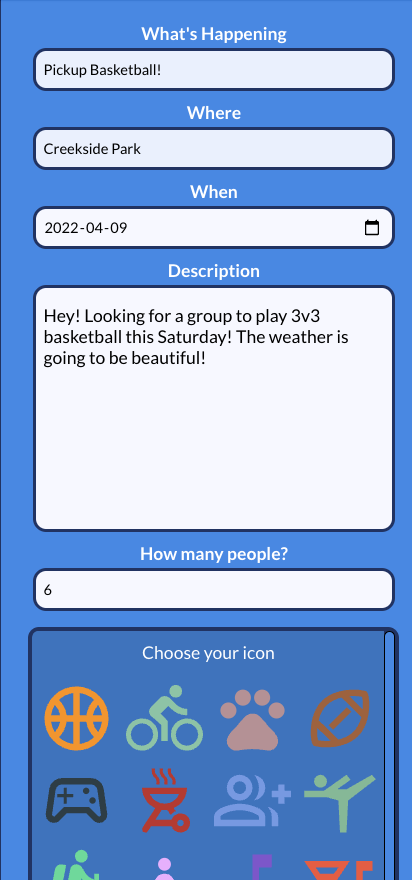 What's Happening
Pickup Basketball!
Where
Creekside Park
When
2022-04-09
Description
Hey! Looking for a group to play 3v3
basketball this Saturday! The weather is
going to be beautiful!
How many people?
6
Choose your icon